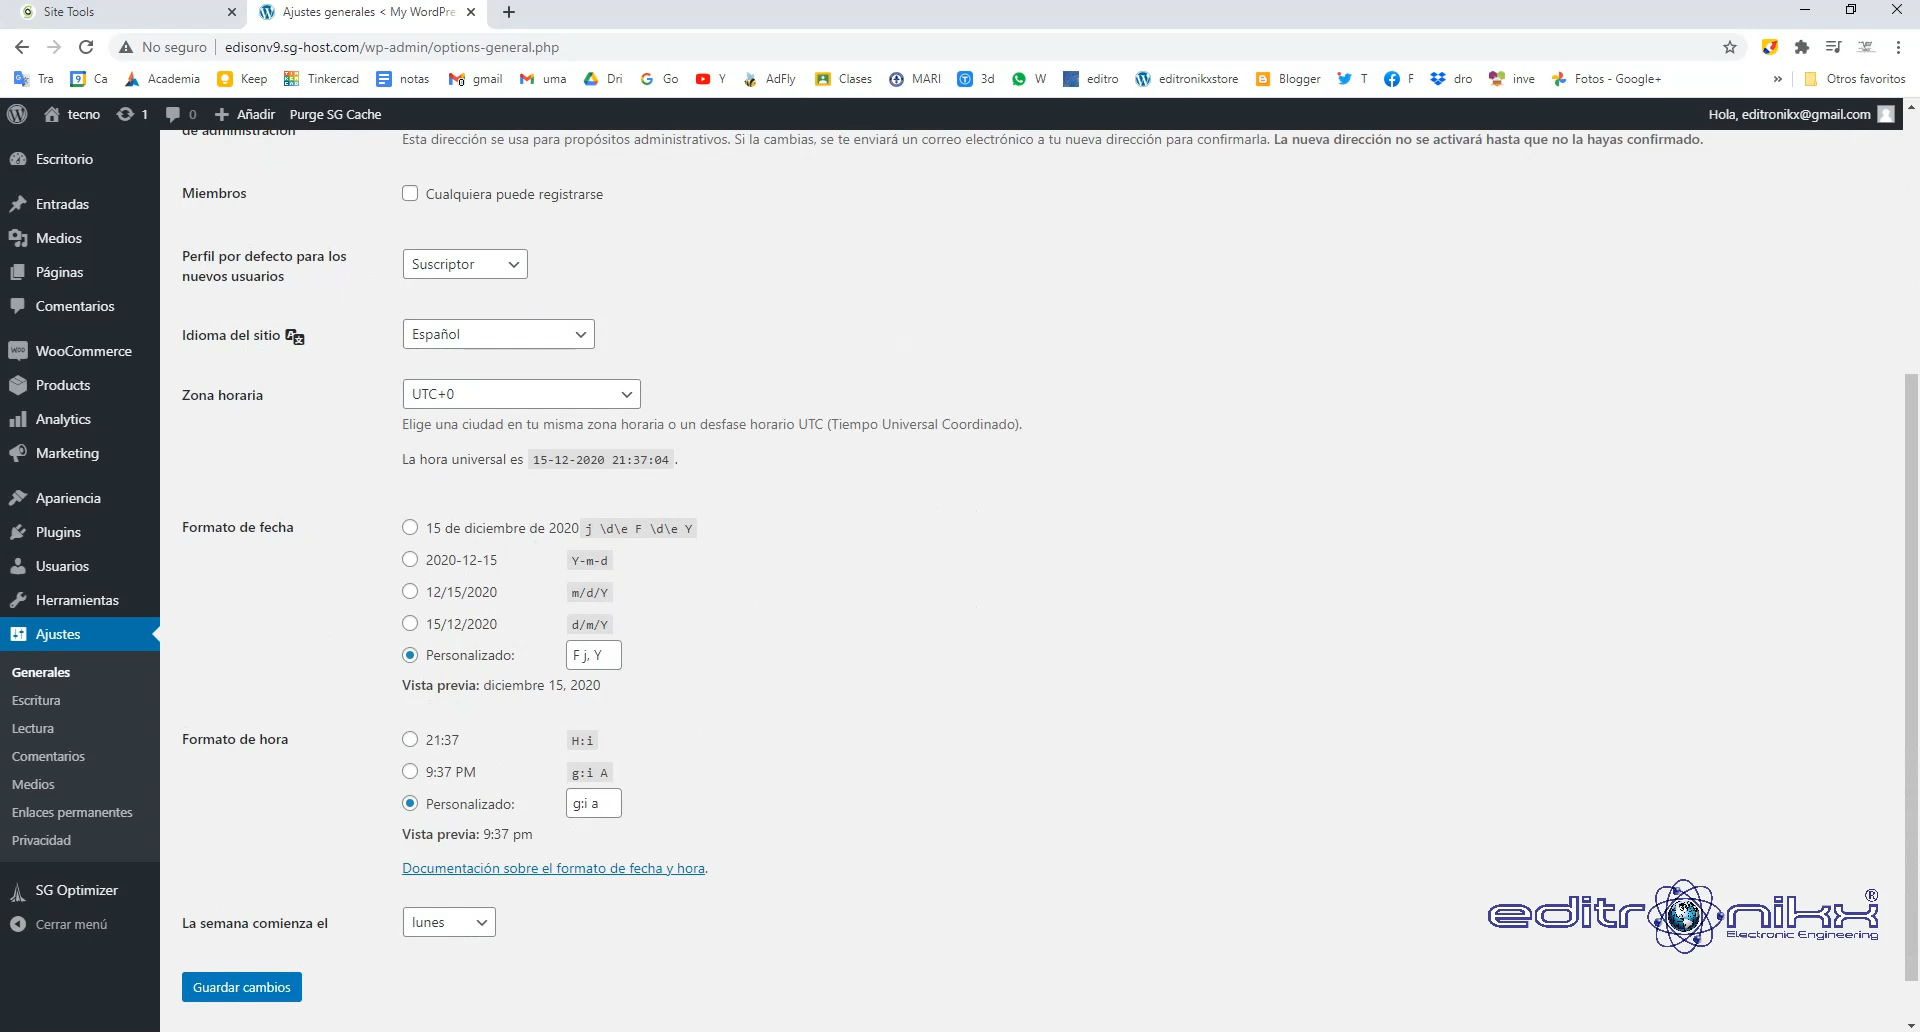 Site Tools
Ajustes generales < My WordPre
No seguro
edisonv9.sg-host.com/wp-admin/options-general.php
Tra
Ca
Academia
Keep
Tinkercad
notas
gmail
uma
Dri
Go
Y
AdFly
Clases
MARI
3d
W
editro
editronikxstore
Blogger
T
F
dro
inve
Fotos - Google+
»
Otros favoritos
tecno
1
0
Añadir
Purge SG Cache
Hola, editronikx@gmail.com
Escritorio
Entradas
Medios
Páginas
Comentarios
WooCommerce
Products
Analytics
Marketing
Apariencia
Plugins
Usuarios
Herramientas
Ajustes
Generales
Escritura
Lectura
Comentarios
Medios
Enlaces permanentes
Privacidad
SG Optimizer
Cerrar menú
de administración
Esta dirección se usa para propósitos administrativos. Si la cambias, se te enviará un correo electrónico a tu nueva dirección para confirmarla. La nueva dirección no se activará hasta que no la hayas confirmado.
Miembros
Cualquiera puede registrarse
Perfil por defecto para los
nuevos usuarios
Suscriptor
Idioma del sitio
Español
Zona horaria
UTC+0
Elige una ciudad en tu misma zona horaria o un desfase horario UTC (Tiempo Universal Coordinado).
La hora universal es 15-12-2020 21:37:04 .
Formato de fecha
15 de diciembre de 2020 j \d\e F \d\e Y
2020-12-15 Y-m-d
12/15/2020 m/d/Y
15/12/2020 d/m/Y
Personalizado: F j, Y
Vista previa: diciembre 15, 2020
Formato de hora
21:37 H:i
9:37 PM g:i A
Personalizado: g:i a
Vista previa: 9:37 pm
Documentación sobre el formato de fecha y hora.
La semana comienza el
lunes
Guardar cambios
editronikx®
Electronic Engineering